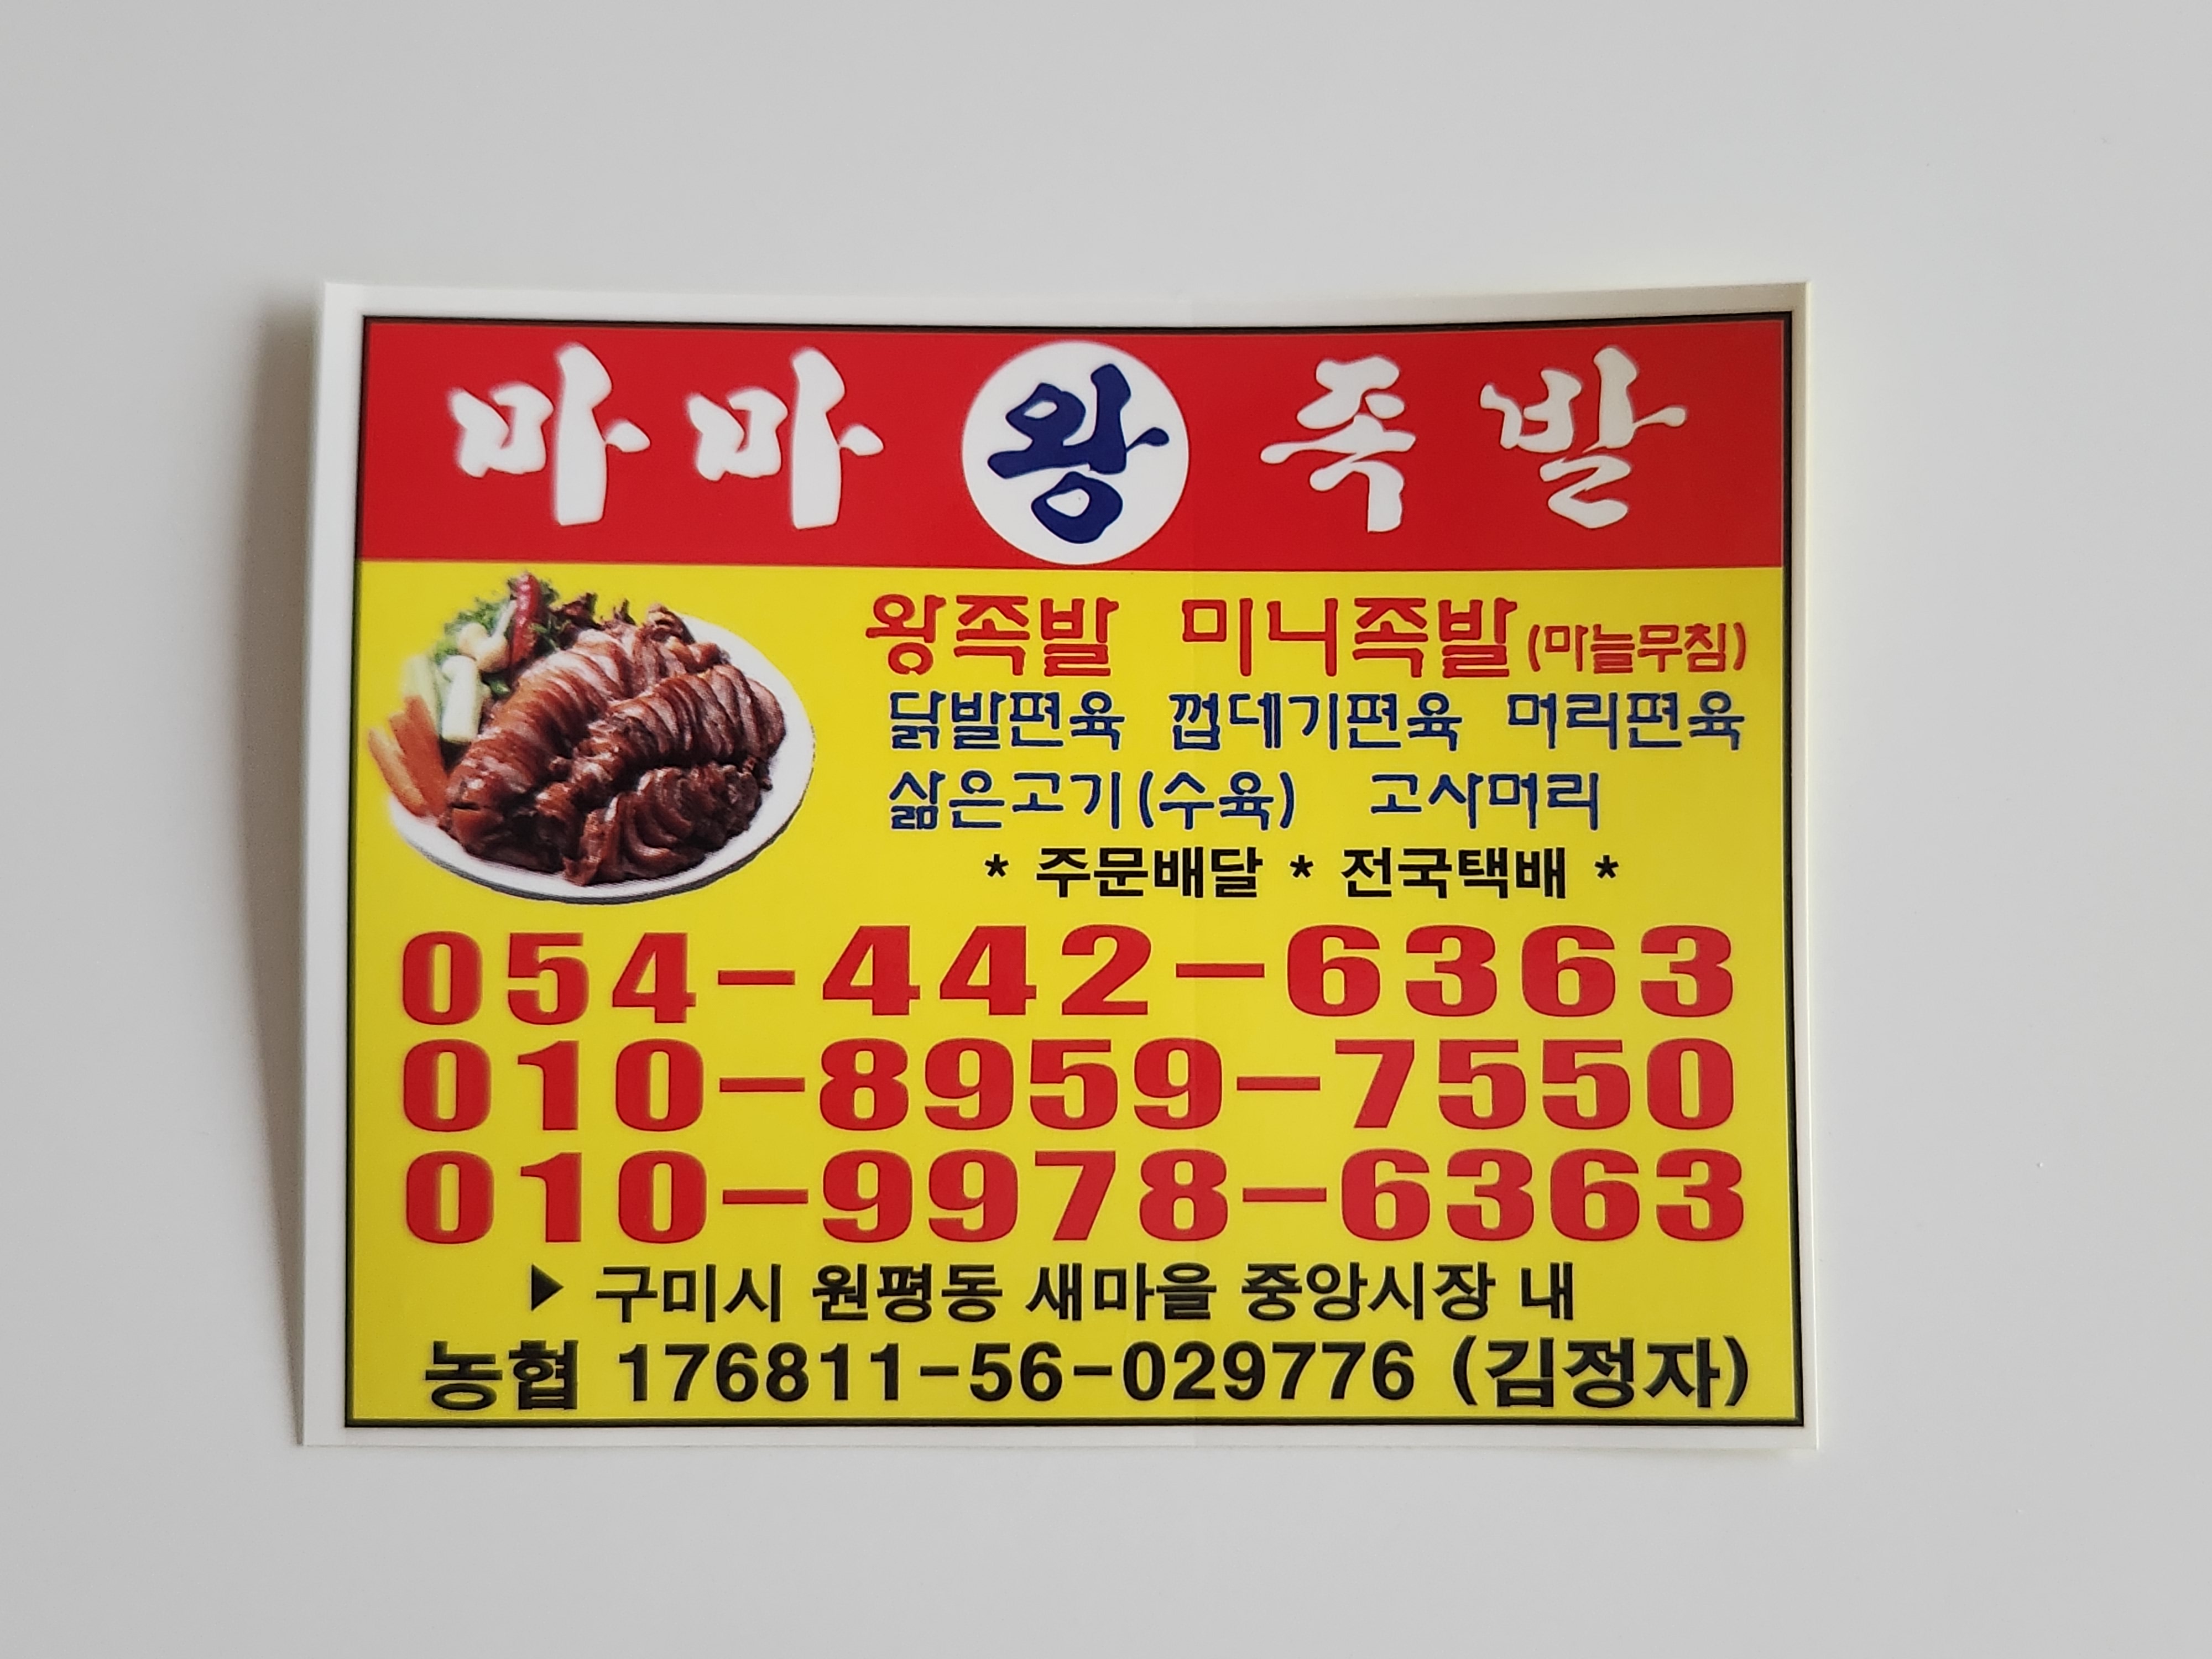 마마왕족발
왕족발 미니족발(마늘무침)
닭발편육 껍데기편육 머리편육
삶은고기(수육) 고사머리
* 주문배달 * 전국택배 *
054-442-6363
010-8959-7550
010-9978-6363
▶ 구미시 원평동 새마을 중앙시장 내
농협 176811-56-029776 (김정자)